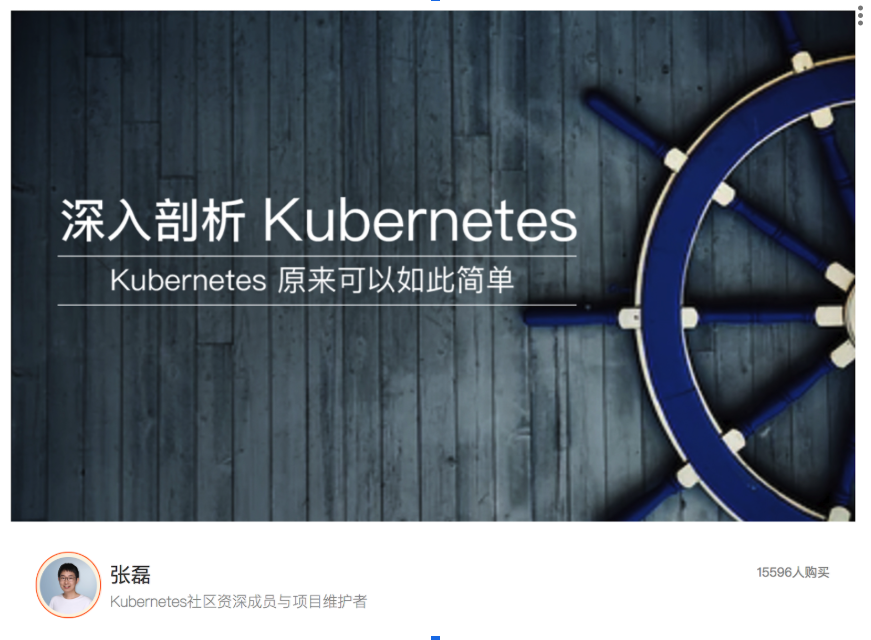 深入剖析 Kubernetes
Kubernetes 原来可以如此简单
张磊
15596人购买
Kubernetes社区资深成员与项目维护者